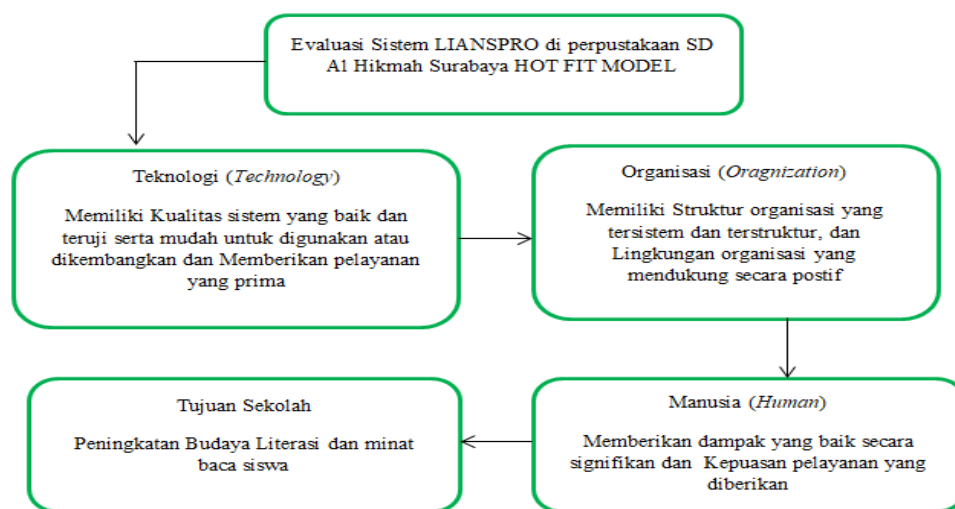 Evaluasi Sistem LIANSPRO di perpustakaan SD
Al Hikmah Surabaya HOT FIT MODEL
Teknologi (Technology)
Memiliki Kualitas sistem yang baik dan
teruji serta mudah untuk digunakan atau
dikembangkan dan Memberikan pelayanan
yang prima
Organisasi (Oragnization)
Memiliki Struktur organisasi yang
tersistem dan terstruktur, dan
Lingkungan organisasi yang
mendukung secara postif
Manusia (Human)
Memberikan dampak yang baik secara
signifikan dan Kepuasan pelayanan yang
diberikan
Tujuan Sekolah
Peningkatan Budaya Literasi dan minat
baca siswa